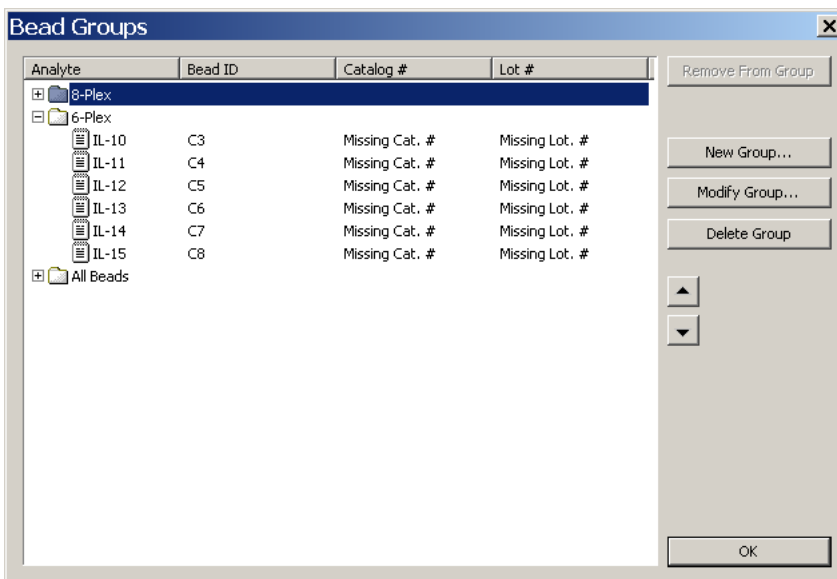 Bead Groups
Analyte Bead ID Catalog # Lot #
8-Plex
6-Plex
IL-10 C3 Missing Cat. # Missing Lot. #
IL-11 C4 Missing Cat. # Missing Lot. #
IL-12 C5 Missing Cat. # Missing Lot. #
IL-13 C6 Missing Cat. # Missing Lot. #
IL-14 C7 Missing Cat. # Missing Lot. #
IL-15 C8 Missing Cat. # Missing Lot. #
All Beads
Remove From Group
New Group...
Modify Group...
Delete Group
OK